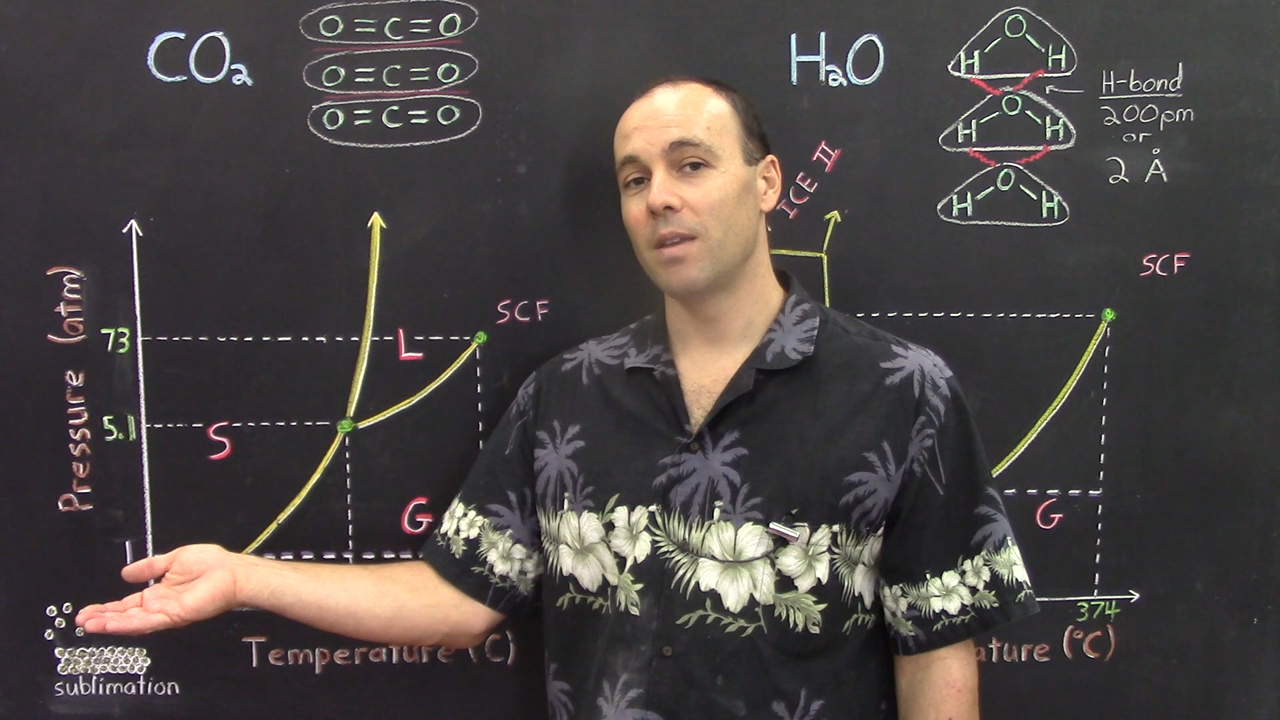 CO₂
O=C=O
O=C=O
O=C=O
Pressure (atm)
73
5.1
1
S
L
G
SCF
Temperature (°C)
sublimation
H₂O
O
H H
O
H H
O
H H
H-bond
200pm
or
2 Å
ICE II
SCF
G
374
ature (°C)